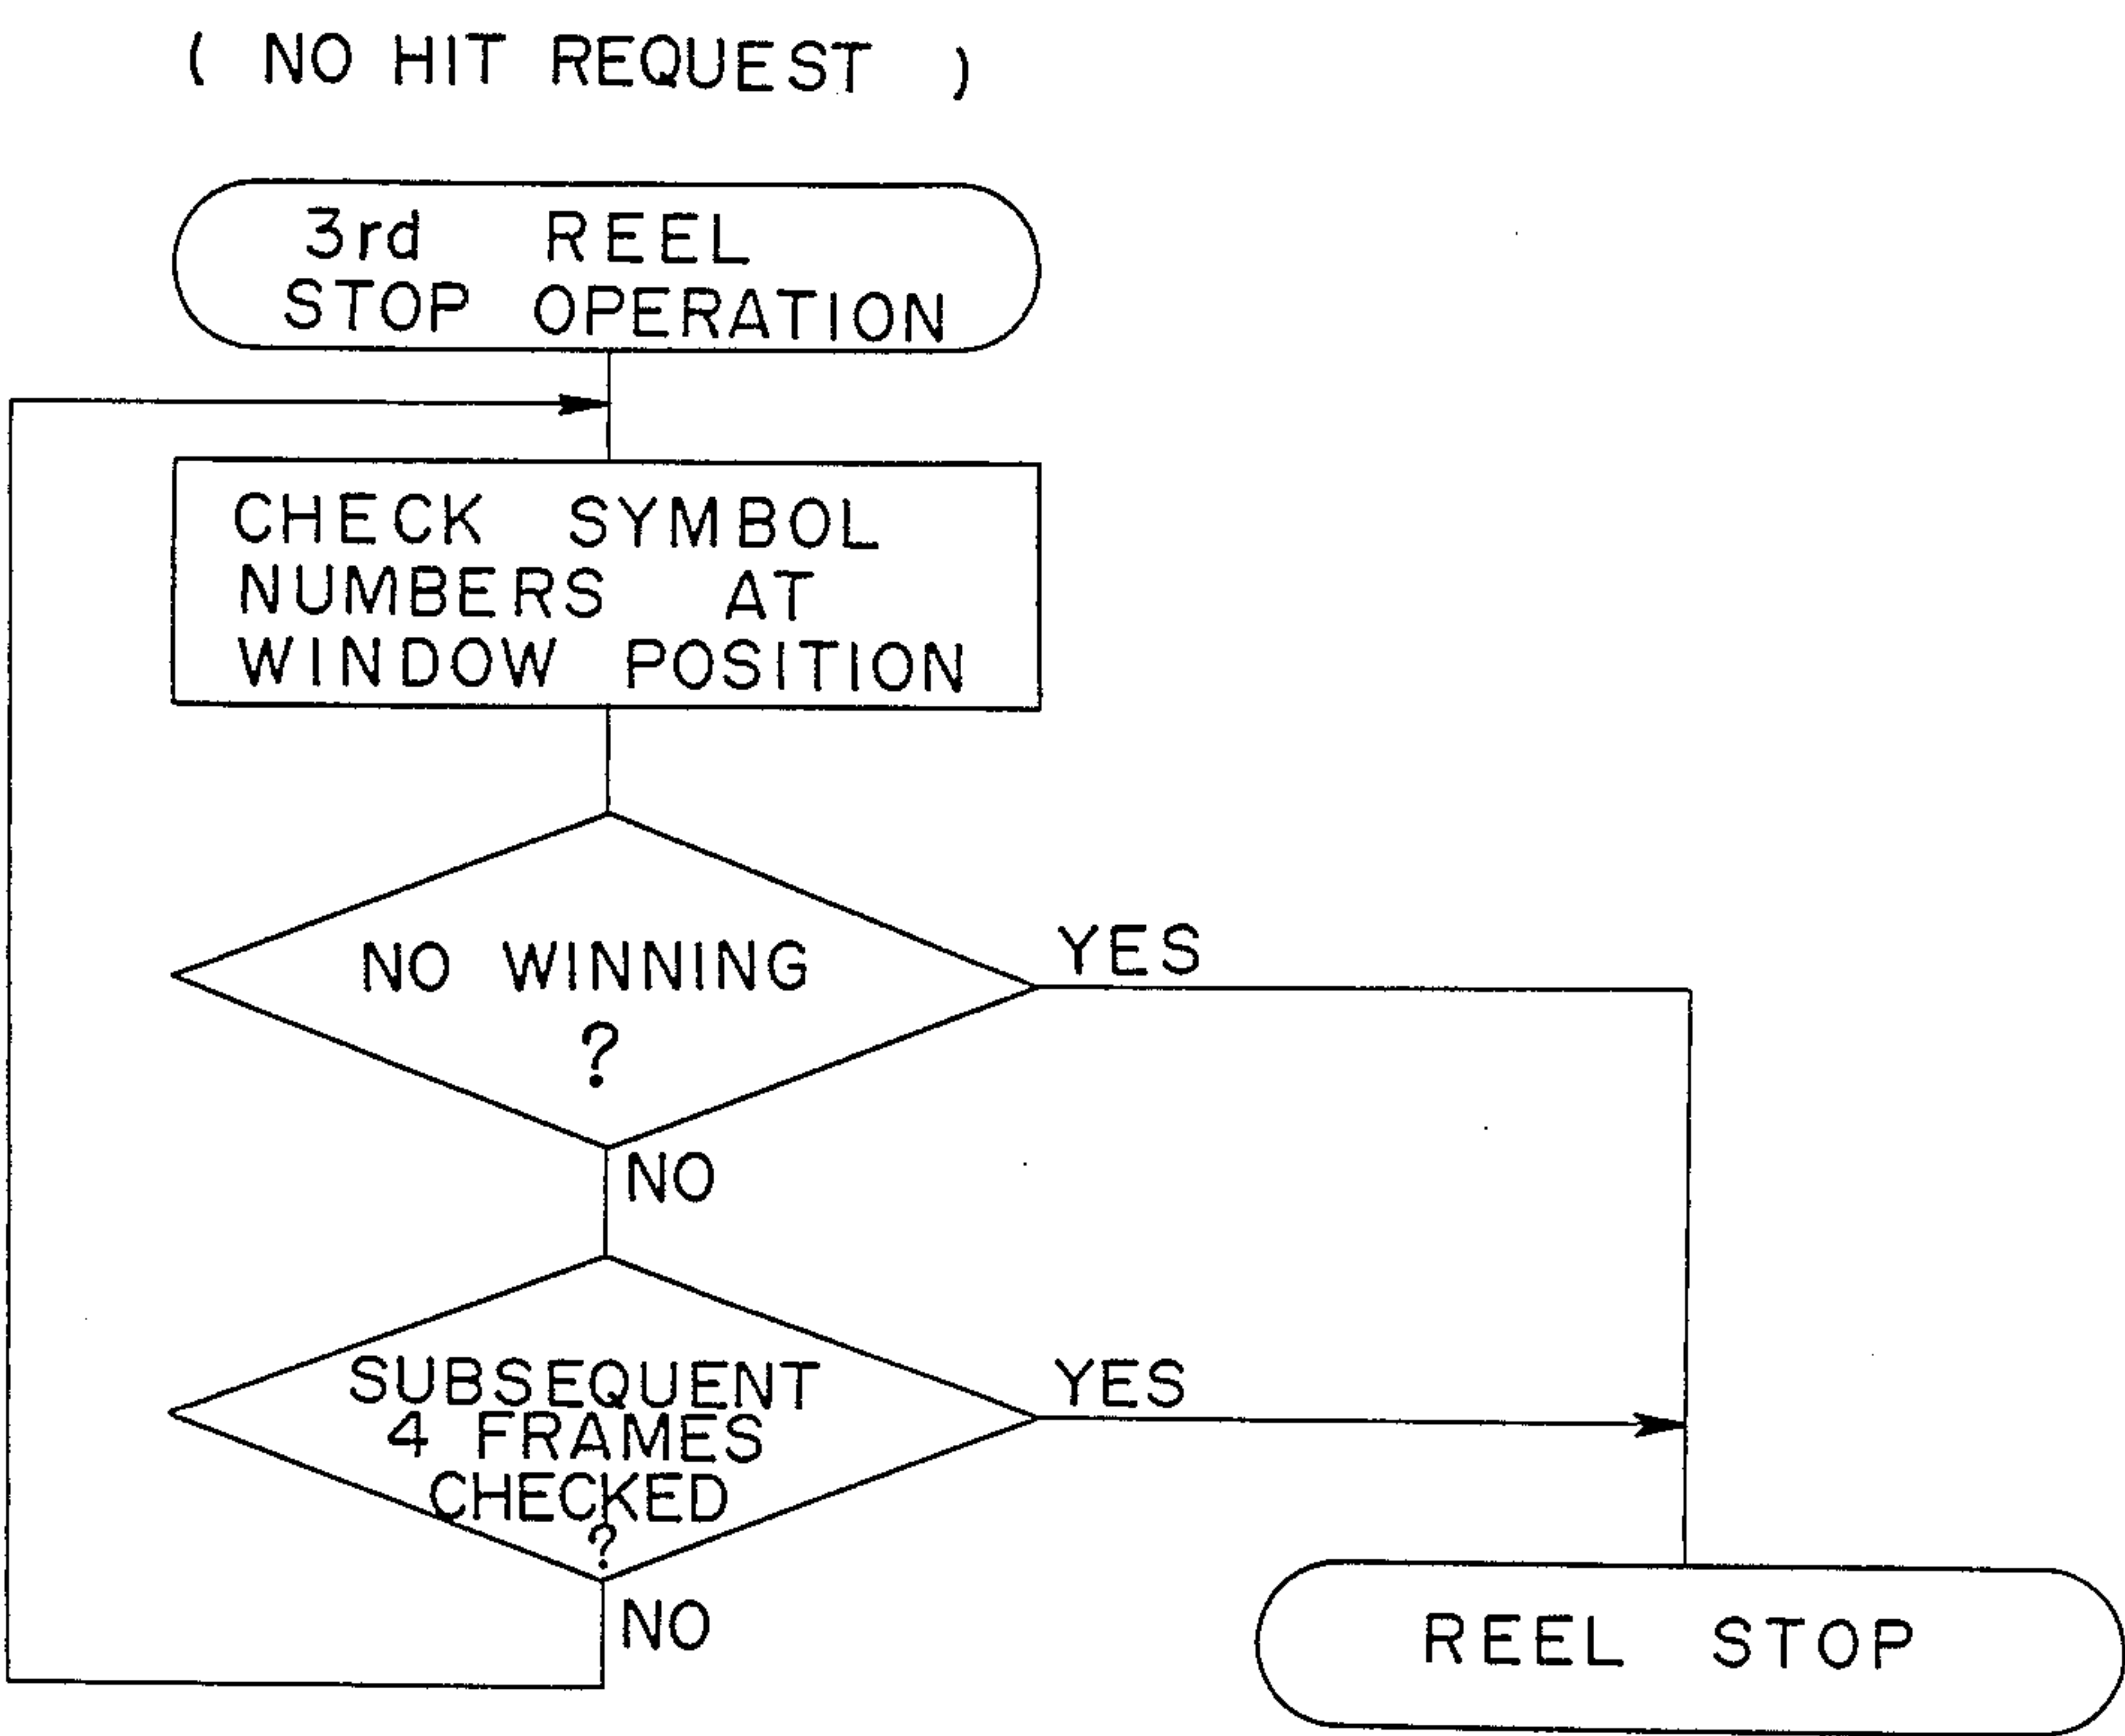 ( NO HIT REQUEST )
3rd REEL
STOP OPERATION
CHECK SYMBOL
NUMBERS AT
WINDOW POSITION
NO WINNING
?
YES
NO
SUBSEQUENT
4 FRAMES
CHECKED
?
YES
NO
REEL STOP